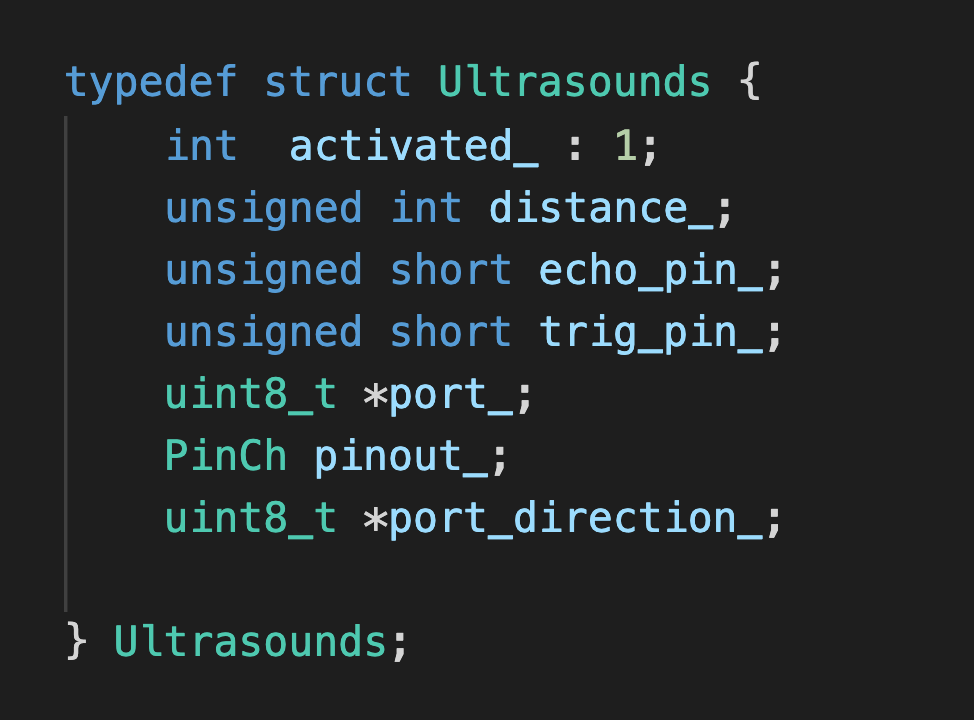 typedef struct Ultrasounds {
    int  activated_ : 1;
    unsigned int distance_;
    unsigned short echo_pin_;
    unsigned short trig_pin_;
    uint8_t *port_;
    PinCh pinout_;
    uint8_t *port_direction_;

} Ultrasounds;